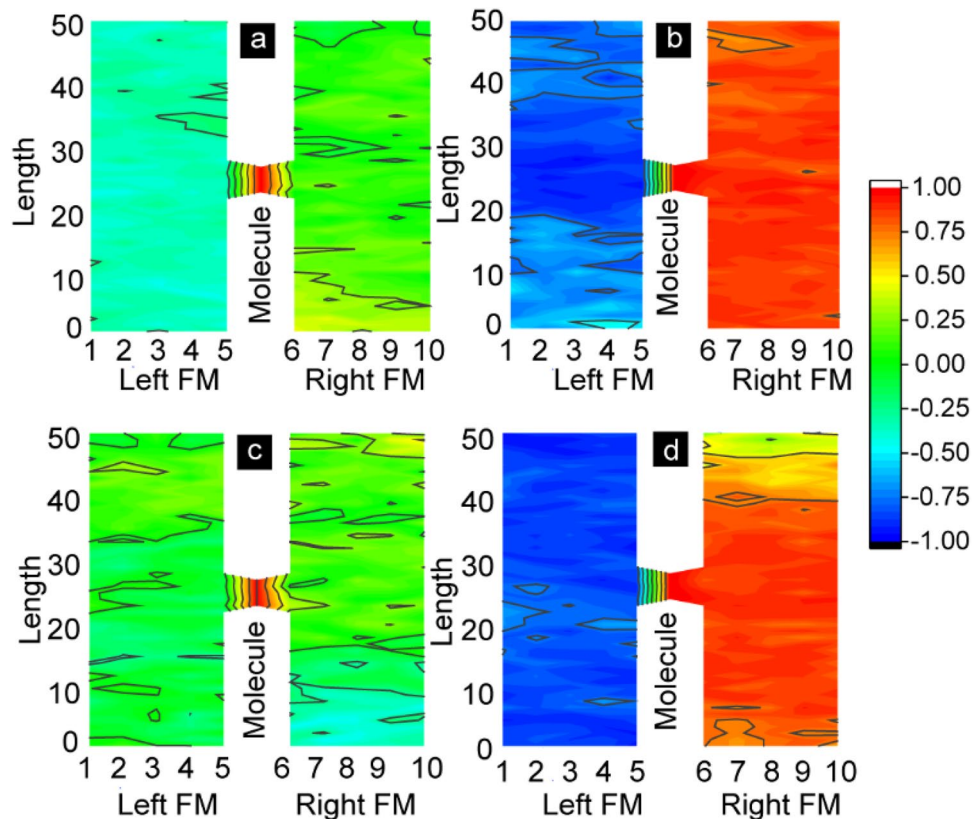 a
b
50
40
30
20
10
0
Length
Molecule
1 2 3 4 5
6 7 8 9 10
Left FM
Right FM
50
40
30
20
10
0
Length
Molecule
1 2 3 4 5
6 7 8 9 10
Left FM
Right FM
1.00
0.75
0.50
0.25
0.00
-0.25
-0.50
-0.75
-1.00
c
d
50
40
30
20
10
0
Length
Molecule
1 2 3 4 5
6 7 8 9 10
Left FM
Right FM
50
40
30
20
10
0
Length
Molecule
1 2 3 4 5
6 7 8 9 10
Left FM
Right FM